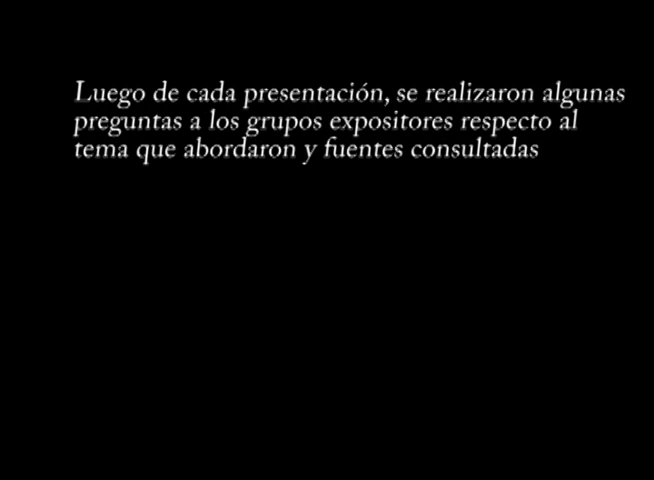 Luego de cada presentación, se realizaron algunas
preguntas a los grupos expositores respecto al
tema que abordaron y fuentes consultadas